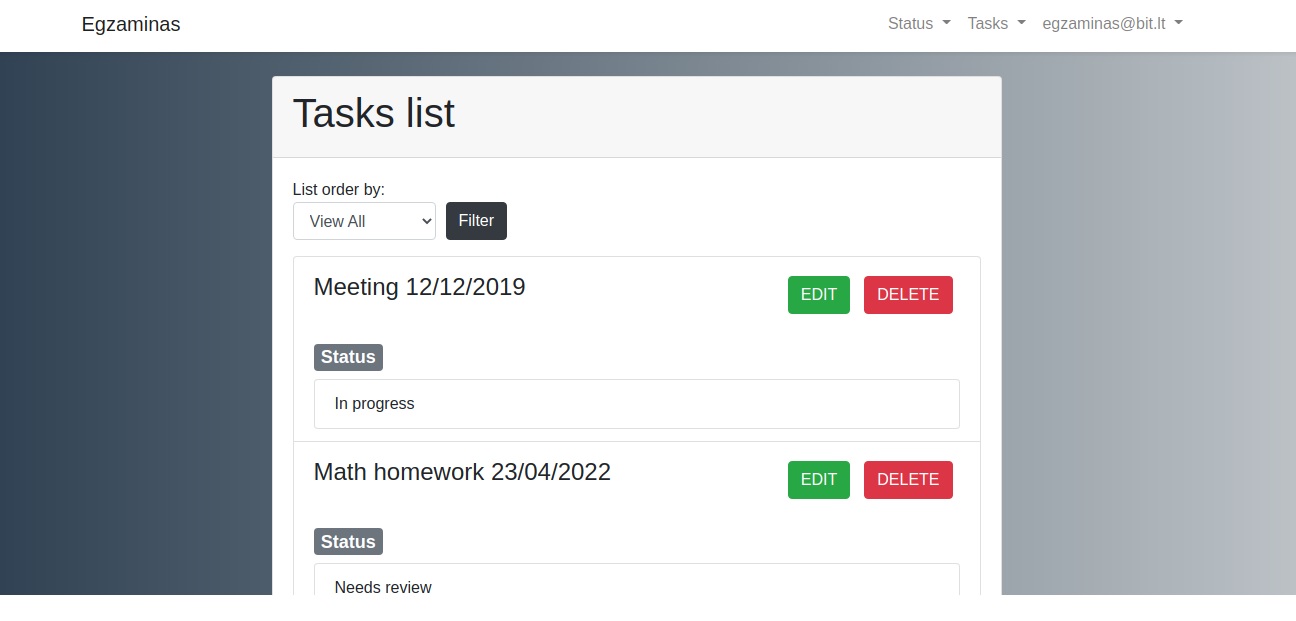 Egzaminas
Status Tasks egzaminas@bit.lt
Tasks list
List order by:
View All Filter
Meeting 12/12/2019 EDIT DELETE
Status
In progress
Math homework 23/04/2022 EDIT DELETE
Status
Needs review